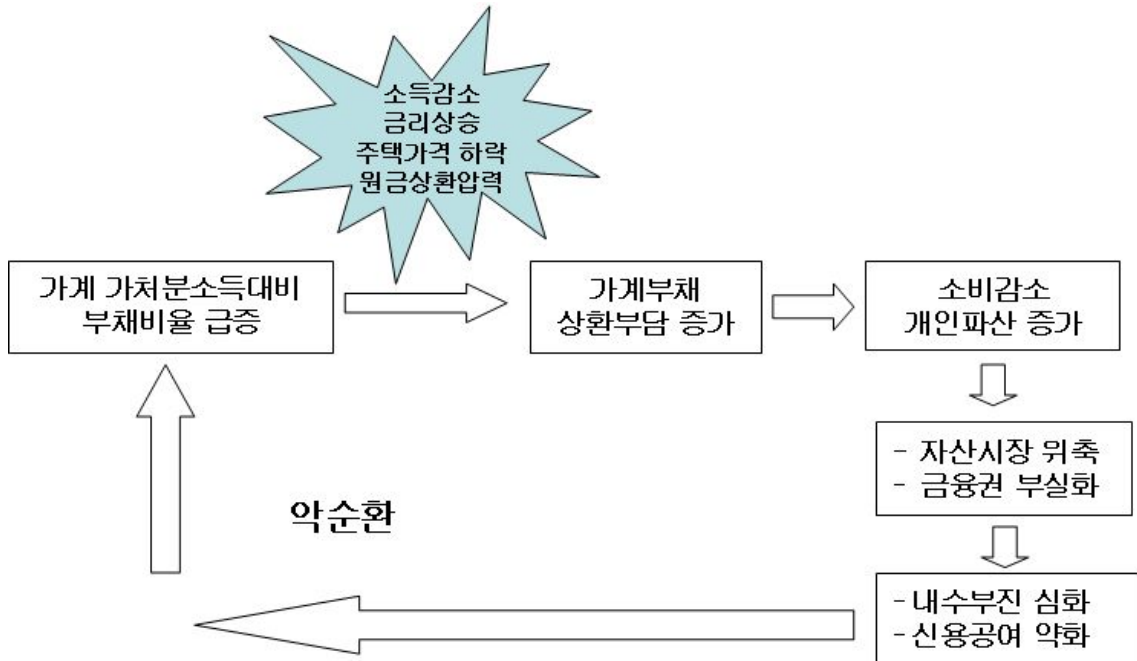 소득감소
금리상승
주택가격 하락
원금상환압력
가계 가처분소득대비
부채비율 급증
가계부채
상환부담 증가
소비감소
개인파산 증가
- 자산시장 위축
- 금융권 부실화
악순환
- 내수부진 심화
- 신용공여 약화